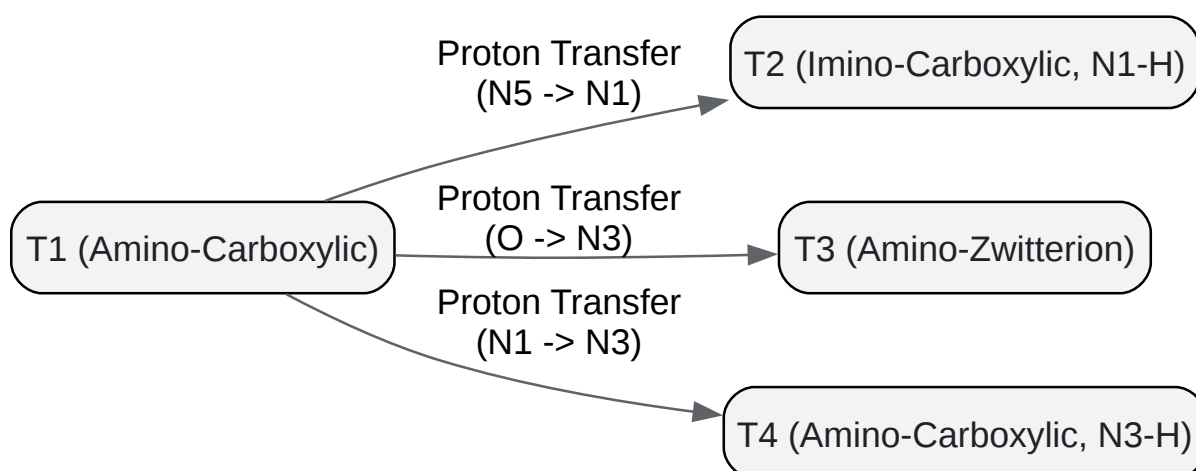 Proton Transfer
(N5 -> N1)
T2 (Imino-Carboxylic, N1-H)
T1 (Amino-Carboxylic)
Proton Transfer
(O -> N3)
T3 (Amino-Zwitterion)
Proton Transfer
(N1 -> N3)
T4 (Amino-Carboxylic, N3-H)